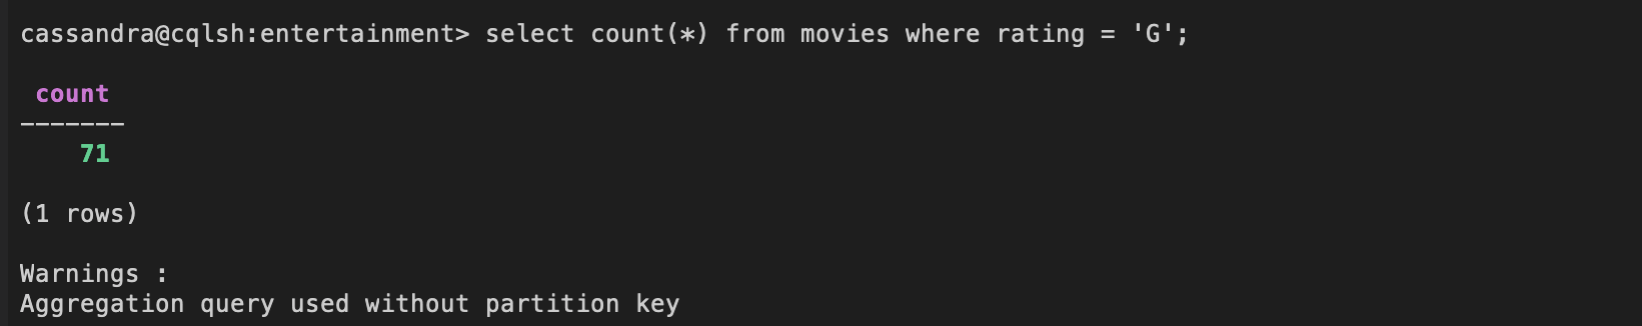 cassandra@cqlsh:entertainment> select count(*) from movies where rating = 'G';
count
-------
71
(1 rows)
Warnings :
Aggregation query used without partition key